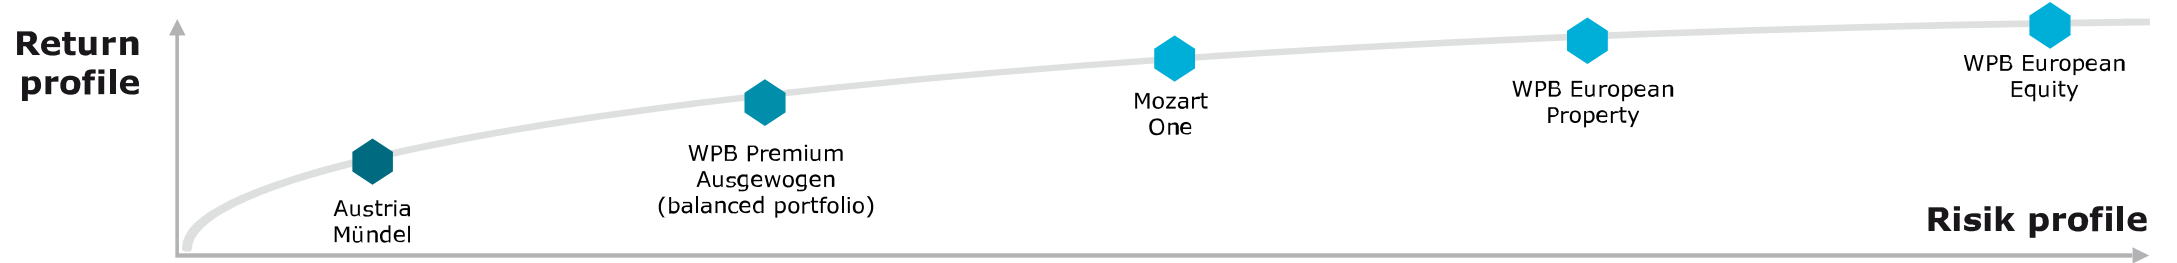 Return
profile
Austria
Mündel
WPB Premium
Ausgewogen
(balanced portfolio)
Mozart
One
WPB European
Property
WPB European
Equity
Risik profile